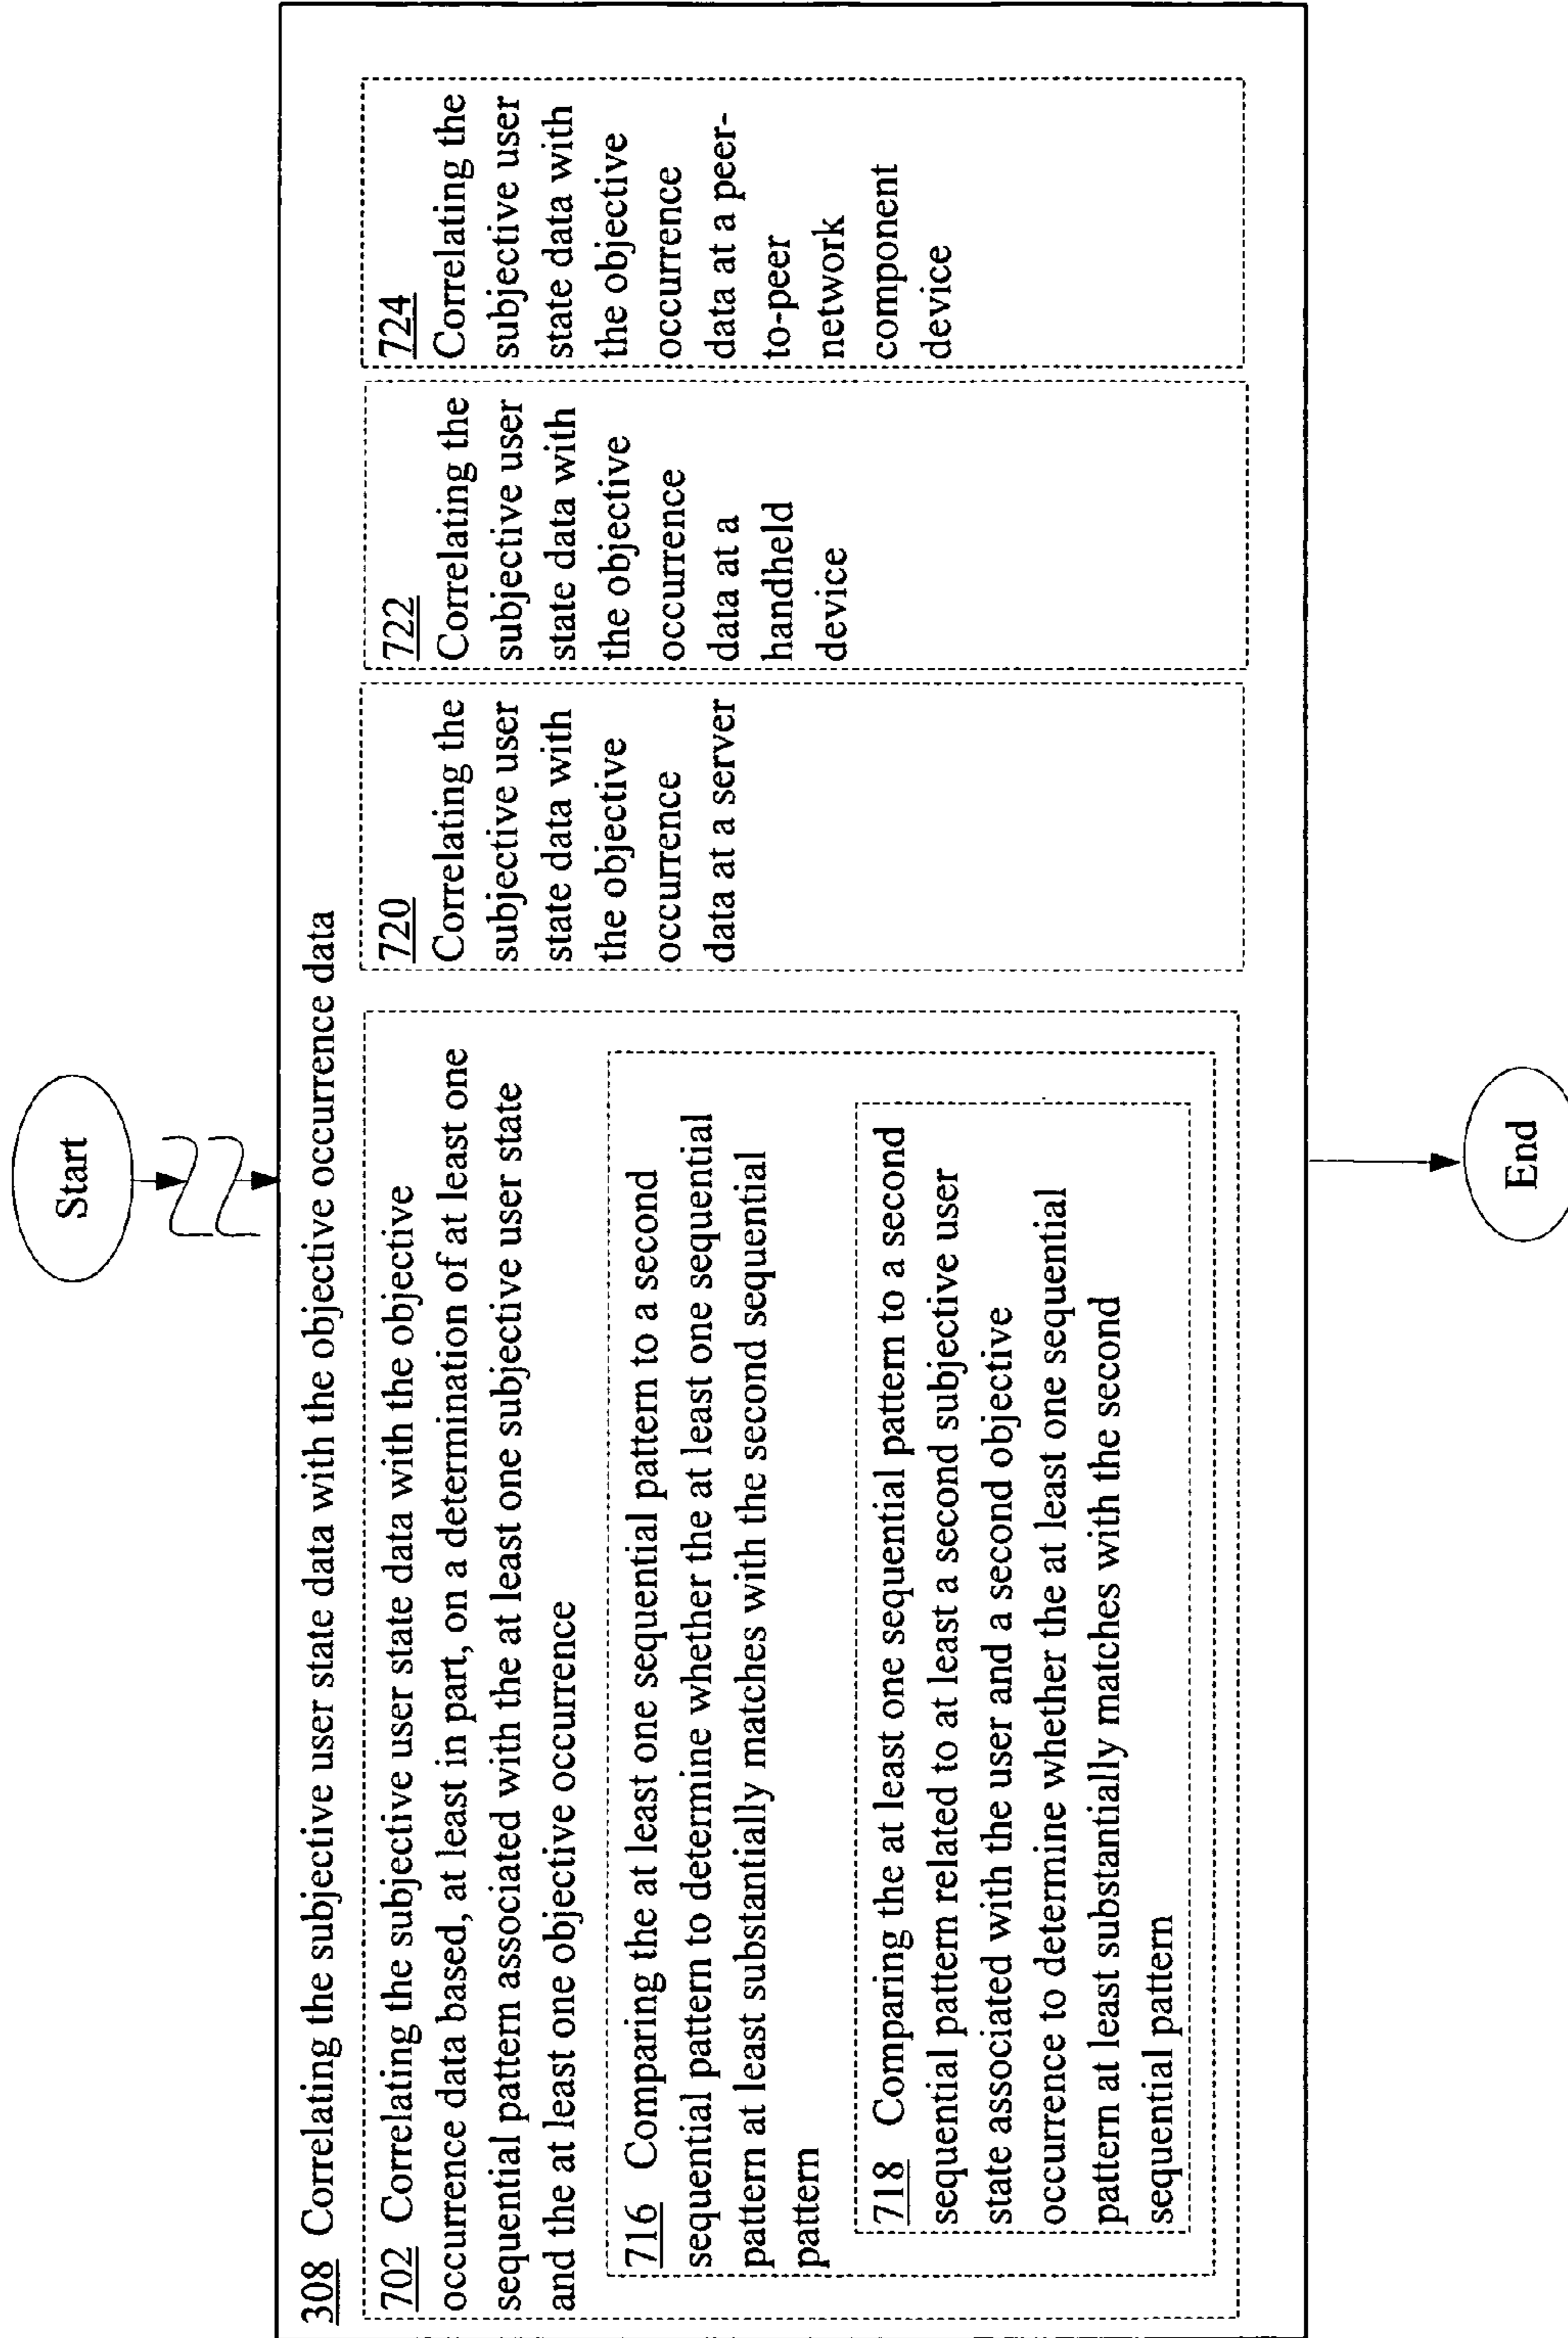 Start
308 Correlating the subjective user state data with the objective occurrence data
702 Correlating the subjective user state data with the objective
occurrence data based, at least in part, on a determination of at least one
sequential pattern associated with the at least one subjective user state
and the at least one objective occurrence
716 Comparing the at least one sequential pattern to a second
sequential pattern to determine whether the at least one sequential
pattern at least substantially matches with the second sequential
pattern
718 Comparing the at least one sequential pattern to a second
sequential pattern related to at least a second subjective user
state associated with the user and a second objective
occurrence to determine whether the at least one sequential
pattern at least substantially matches with the second
sequential pattern
720
Correlating the
subjective user
state data with
the objective
occurrence
data at a server
722
Correlating the
subjective user
state data with
the objective
occurrence
data at a
handheld
device
724
Correlating the
subjective user
state data with
the objective
occurrence
data at a peer-
to-peer
network
component
device
End